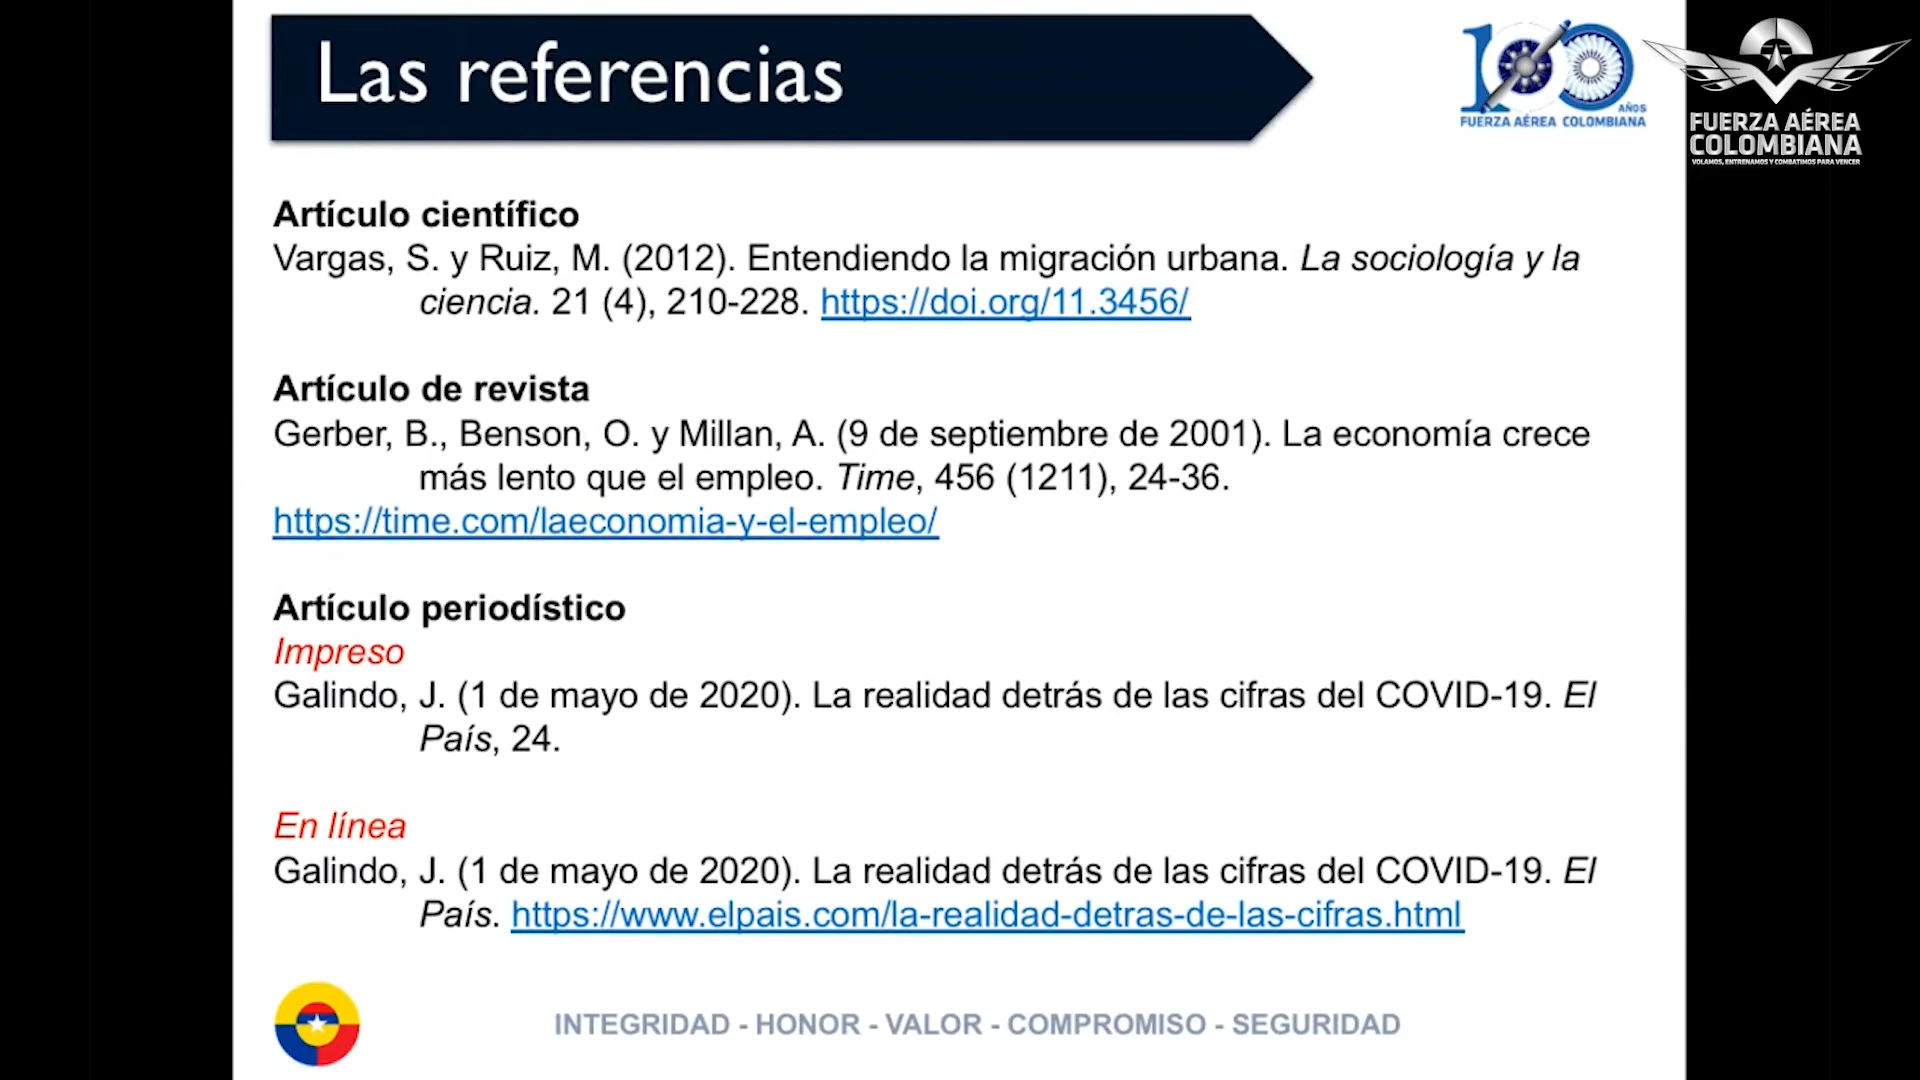 Las referencias
100
AÑOS
FUERZA AÉREA COLOMBIANA
FUERZA AÉREA
COLOMBIANA
VOLAMOS, ENTRENAMOS Y COMBATIMOS PARA VENCER
Artículo científico
Vargas, S. y Ruiz, M. (2012). Entendiendo la migración urbana. La sociología y la
ciencia. 21 (4), 210-228. https://doi.org/11.3456/
Artículo de revista
Gerber, B., Benson, O. y Millan, A. (9 de septiembre de 2001). La economía crece
más lento que el empleo. Time, 456 (1211), 24-36.
https://time.com/laeconomia-y-el-empleo/
Artículo periodístico
Impreso
Galindo, J. (1 de mayo de 2020). La realidad detrás de las cifras del COVID-19. El
País, 24.
En línea
Galindo, J. (1 de mayo de 2020). La realidad detrás de las cifras del COVID-19. El
País. https://www.elpais.com/la-realidad-detras-de-las-cifras.html
INTEGRIDAD - HONOR - VALOR - COMPROMISO - SEGURIDAD